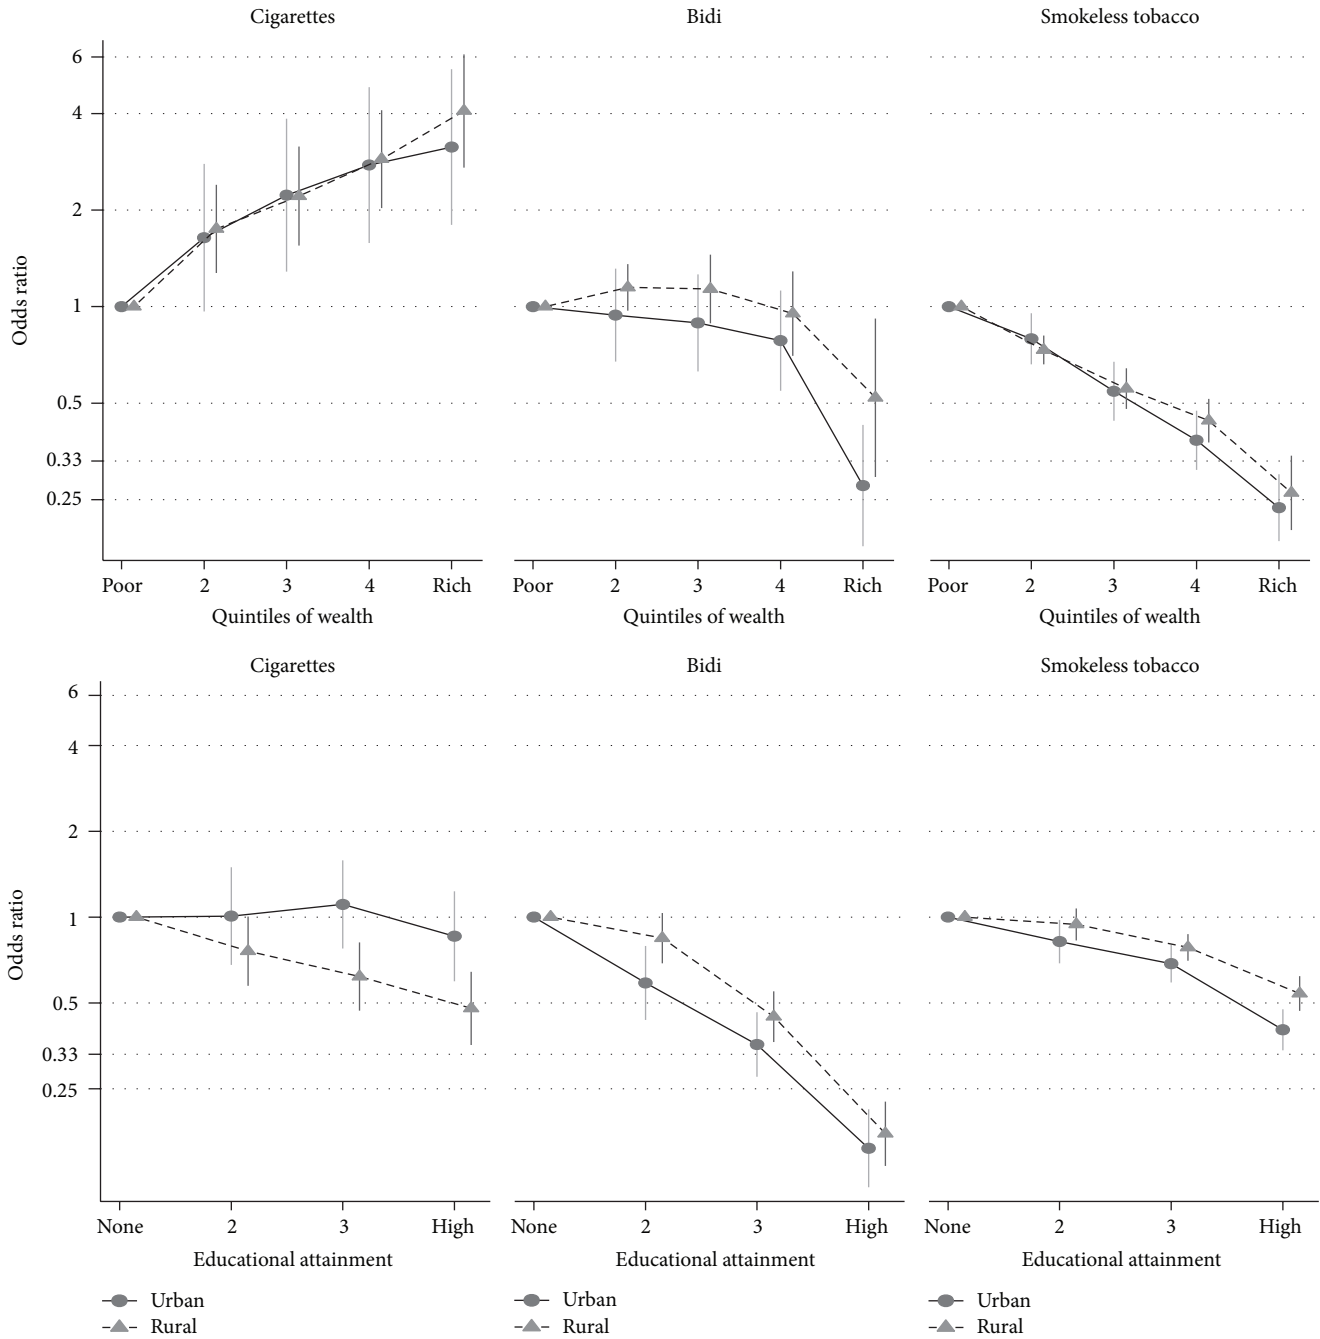 Cigarettes Bidi Smokeless tobacco
6
4
2
1
0.5
0.33
0.25
Odds ratio
Poor 2 3 4 Rich Poor 2 3 4 Rich Poor 2 3 4 Rich
Quintiles of wealth Quintiles of wealth Quintiles of wealth
Cigarettes Bidi Smokeless tobacco
6
4
2
1
0.5
0.33
0.25
Odds ratio
None 2 3 High None 2 3 High None 2 3 High
Educational attainment Educational attainment Educational attainment
Urban Urban Urban
Rural Rural Rural